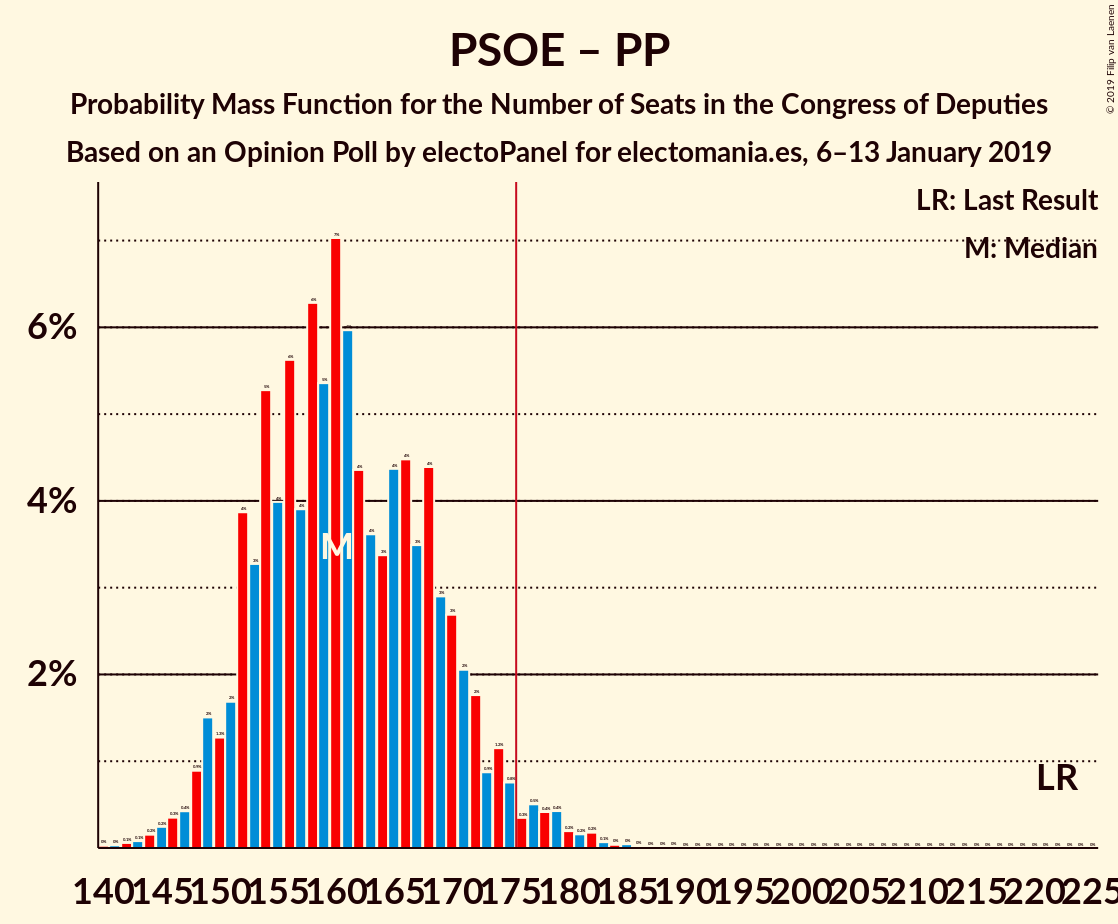 PSOE – PP
Probability Mass Function for the Number of Seats in the Congress of Deputies
Based on an Opinion Poll by electoPanel for electomania.es, 6–13 January 2019
© 2019 Filip van Laenen
LR: Last Result
M: Median
6%
4%
2%
M
LR
140 145 150 155 160 165 170 175 180 185 190 195 200 205 210 215 220 225